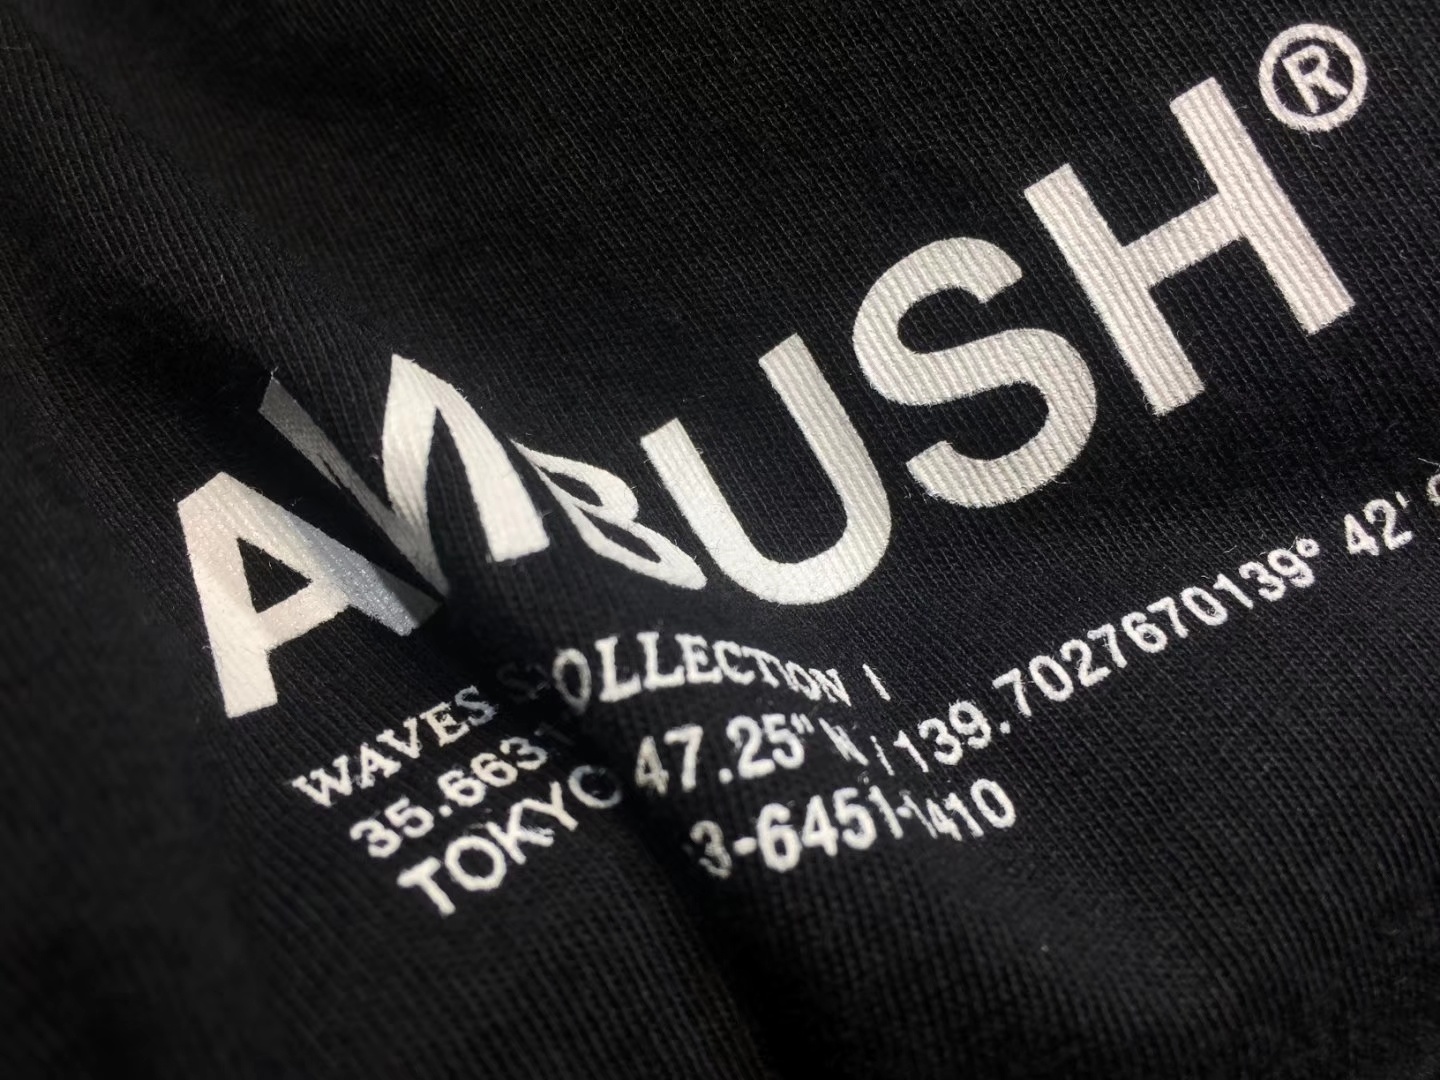 AMBUSH®
WAVES COLLECTION
35.663 47.25" N / 139.7027670139° 42'
TOKYO 3-6451-1410